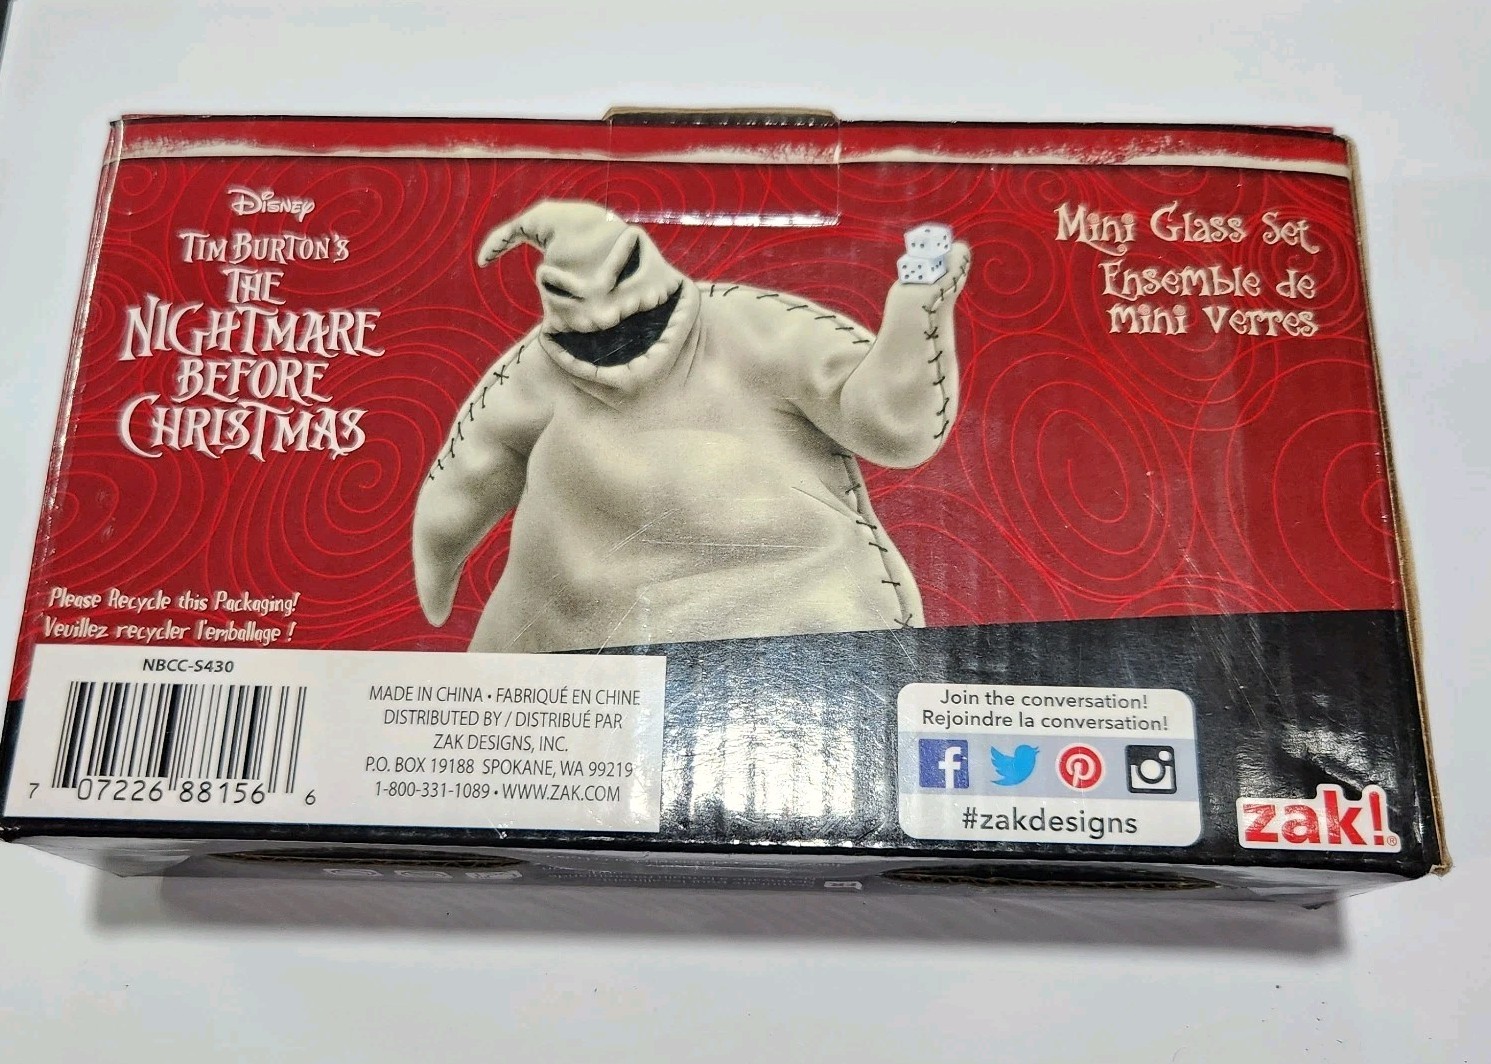 Disney
Tim Burton's
The
Nightmare
Before
Christmas
Mini Glass Set
Ensemble de
Mini Verres
Please Recycle this Packaging!
Veuillez recycler l'emballage !
NBCC-S430
7 07226 88156 6
MADE IN CHINA • FABRIQUÉ EN CHINE
DISTRIBUTED BY / DISTRIBUÉ PAR
ZAK DESIGNS, INC.
P.O. BOX 19188 SPOKANE, WA 99219
1-800-331-1089 • WWW.ZAK.COM
Join the conversation!
Rejoindre la conversation!
#zakdesigns
zak!®